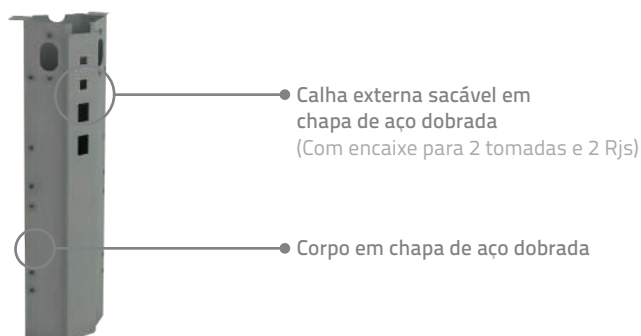 Calha externa sacável em
chapa de aço dobrada
(Com encaixe para 2 tomadas e 2 Rjs)
Corpo em chapa de aço dobrada